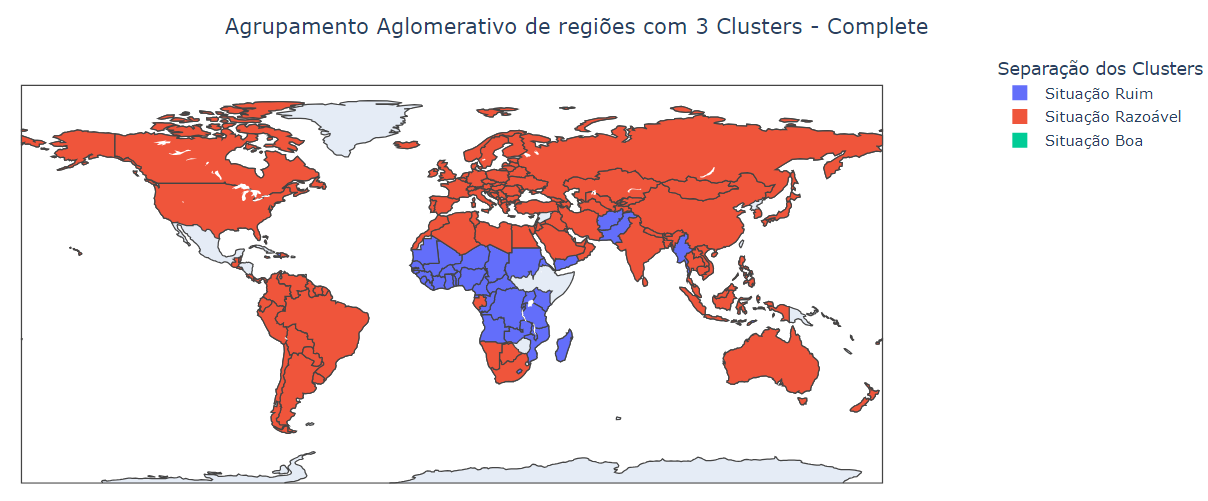 Agrupamento Aglomerativo de regiões com 3 Clusters - Complete
Separação dos Clusters
Situação Ruim
Situação Razoável
Situação Boa